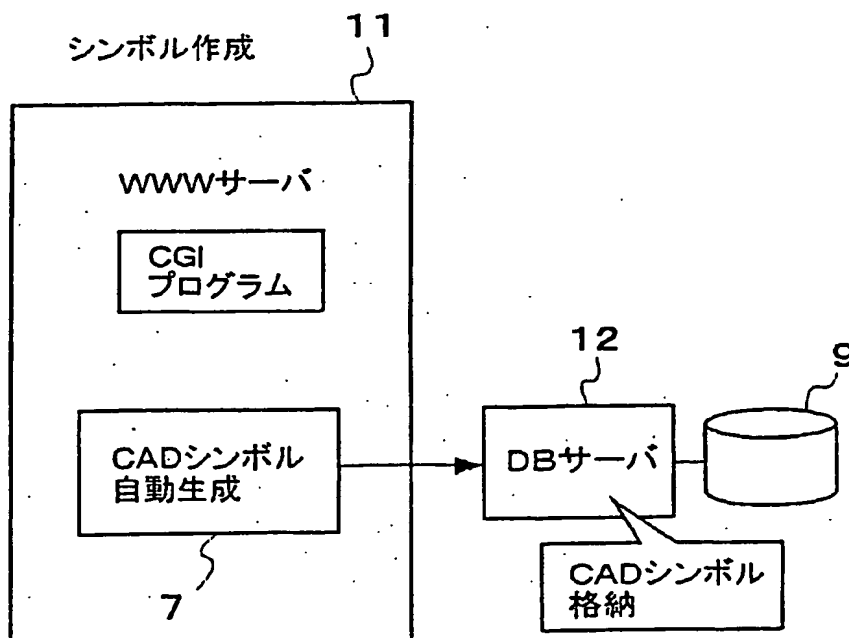 シンボル作成
11
WWWサーバ
CGI
プログラム
12
9
CADシンボル
自動生成
DBサーバ
7
CADシンボル
格納